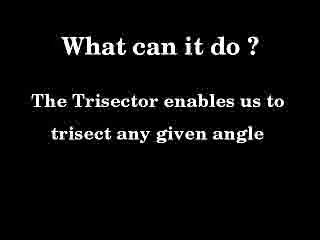 What can it do ?
The Trisector enables us to
trisect any given angle